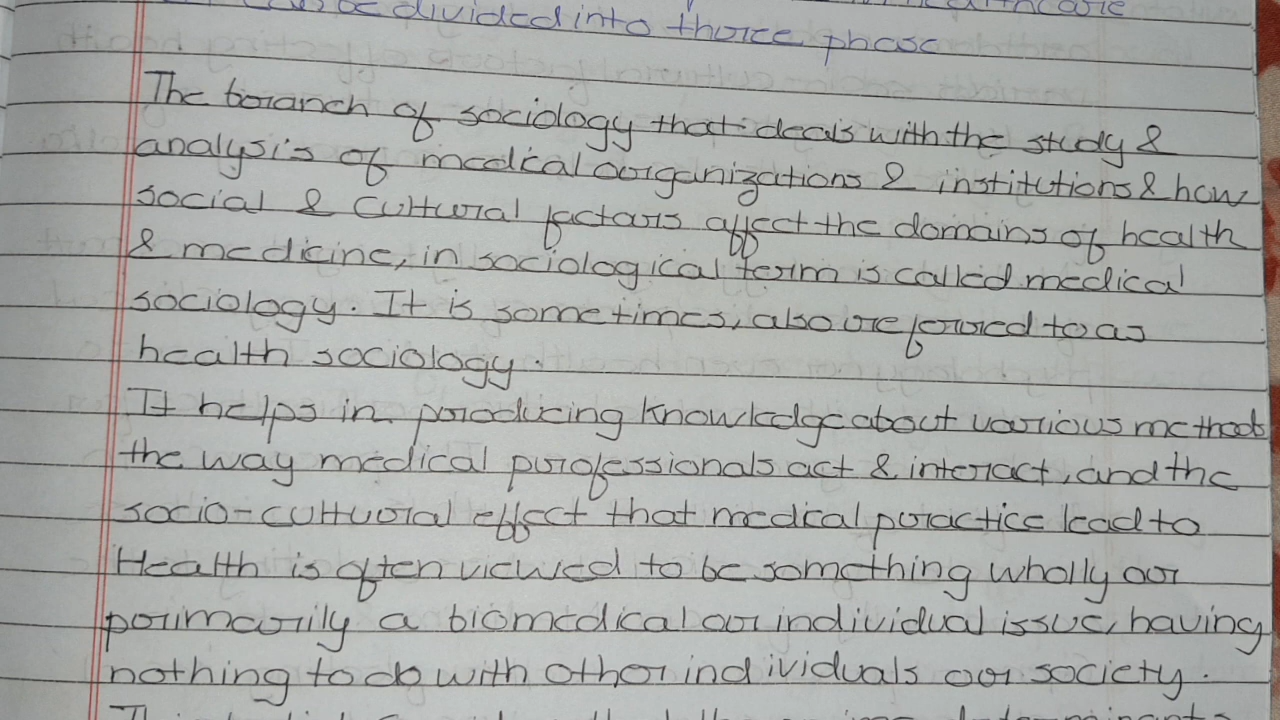 be divided into three phase
The branch of sociology that deals with the study &
analysis of medical organizations & institutions & how
social & cultural factors affect the domains of health
& medicine, in sociological term is called medical
sociology. It is sometimes, also referred to as
health sociology.
It helps in producing knowledge about various methods
the way medical professionals act & interact, and the
socio-cultural effect that medical practice lead to
Health is often viewed to be something wholly or
primarily a biomedical or individual issue, having
nothing to do with other individuals or society.